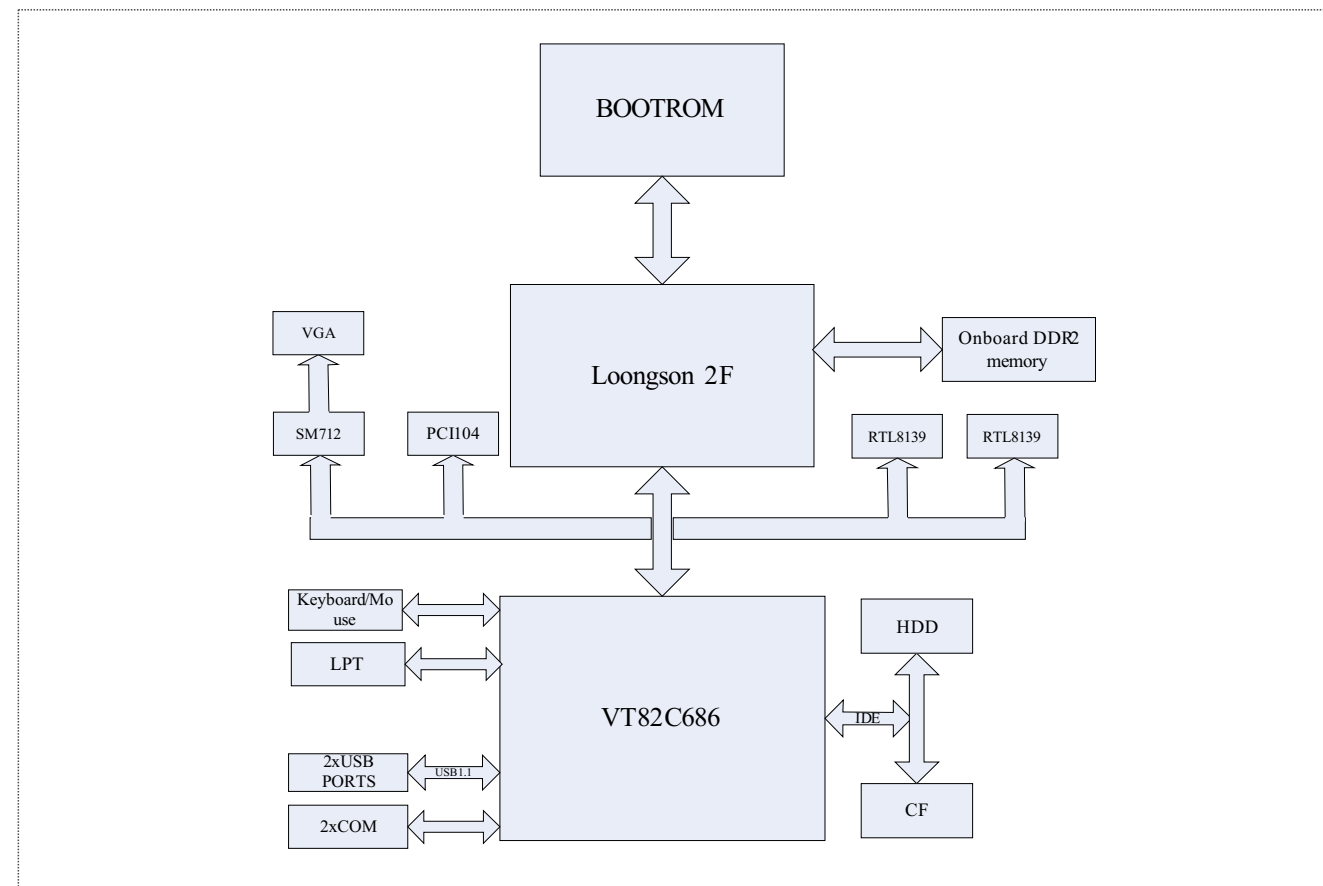 BOOTROM
VGA
Loongson 2F
Onboard DDR2
memory
SM712
PCI104
RTL8139
RTL8139
Keyboard/Mo
use
LPT
VT82C686
HDD
IDE
2xUSB
PORTS
USB1.1
CF
2xCOM